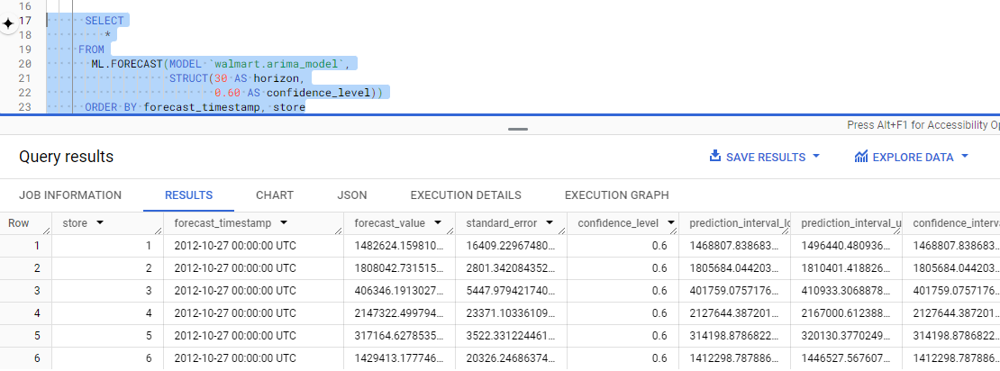 16
17 SELECT
18 *
19 FROM
20 ML.FORECAST(MODEL `walmart.arima_model`,
21 STRUCT(30 AS horizon,
22 0.60 AS confidence_level))
23 ORDER BY forecast_timestamp, store
Press Alt+F1 for Accessibility Op
Query results
SAVE RESULTS
EXPLORE DATA
JOB INFORMATION RESULTS CHART JSON EXECUTION DETAILS EXECUTION GRAPH
Row store forecast_timestamp forecast_value standard_error confidence_level prediction_interval_lo prediction_interval_u confidence_interva
1 1 2012-10-27 00:00:00 UTC 1482624.159810... 16409.22967480... 0.6 1468807.838683... 1496440.480936... 1468807.838683...
2 2 2012-10-27 00:00:00 UTC 1808042.731515... 2801.342084352... 0.6 1805684.044203... 1810401.418826... 1805684.044203...
3 3 2012-10-27 00:00:00 UTC 406346.1913027... 5447.979421740... 0.6 401759.0757176... 410933.3068878... 401759.0757176...
4 4 2012-10-27 00:00:00 UTC 2147322.499794... 23371.10336109... 0.6 2127644.387201... 2167000.612388... 2127644.387201...
5 5 2012-10-27 00:00:00 UTC 317164.6278535... 3522.331224461... 0.6 314198.8786822... 320130.3770249... 314198.8786822...
6 6 2012-10-27 00:00:00 UTC 1429413.177746... 20326.24686374... 0.6 1412298.787886... 1446527.567607... 1412298.787886...